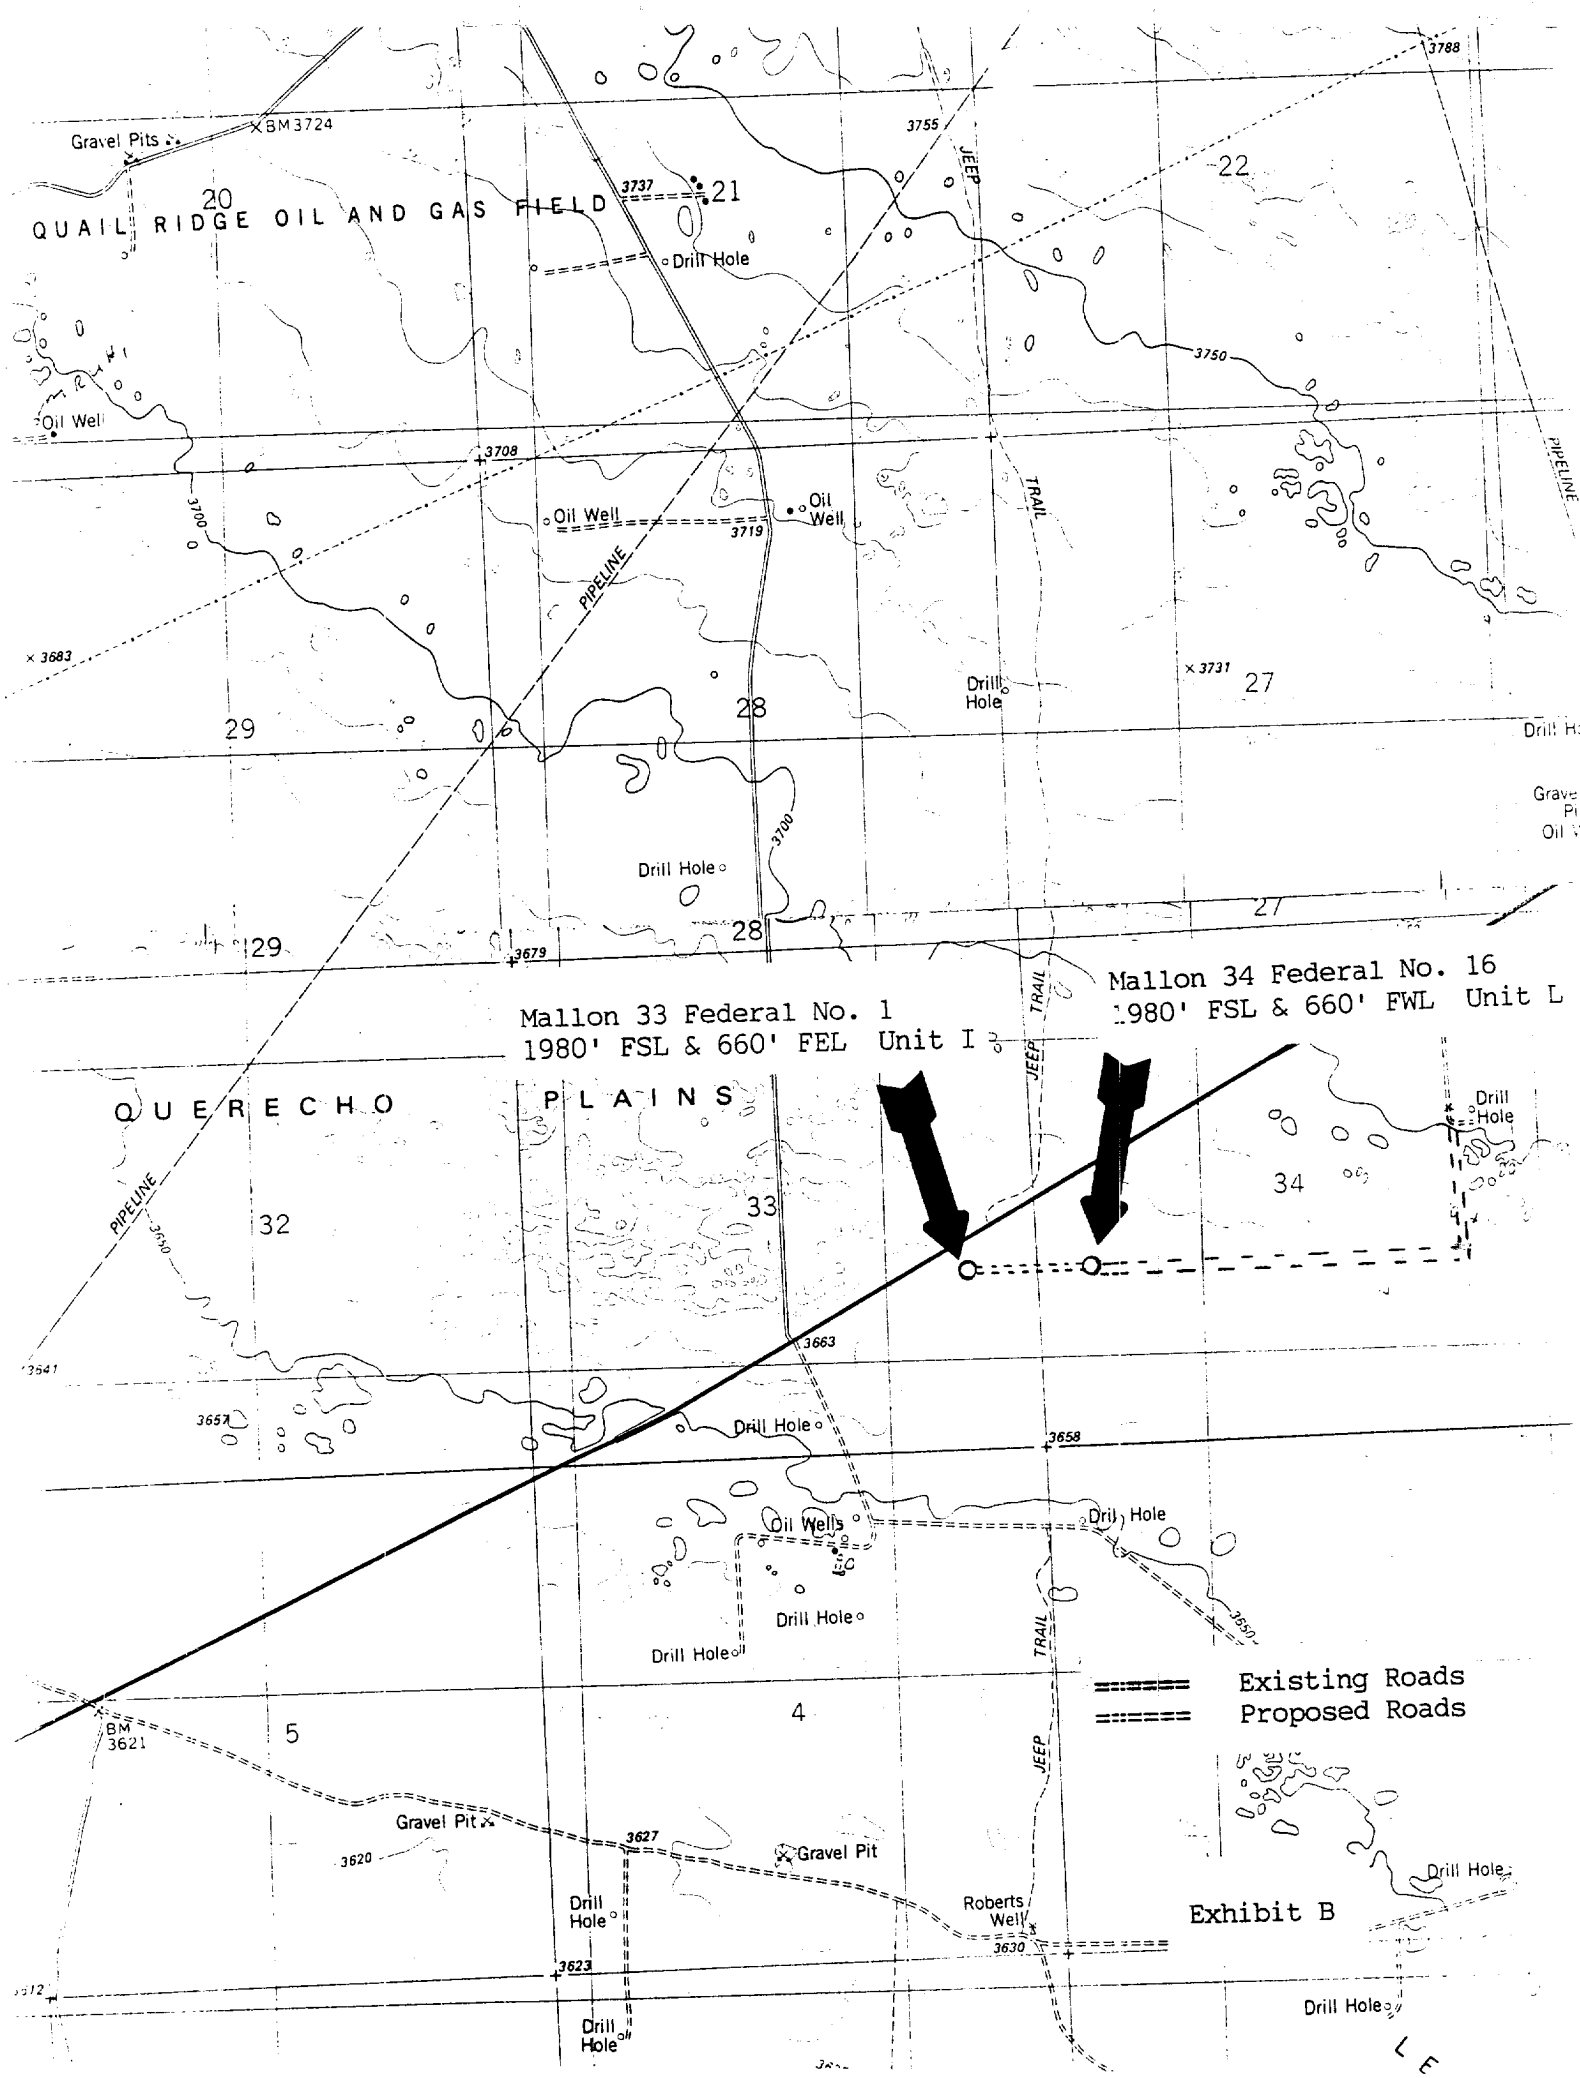 3788
BM 3724
Gravel Pits
3755
JEEP
22
20
3737
21
QUAIL RIDGE OIL AND GAS FIELD
Drill Hole
3750
Oil Well
3708
PIPELINE
3700
TRAIL
Oil Well
3719
Oil
Well
PIPELINE
3683
Drill
Hole
3731
27
29
28
Drill
3700
Oil
Drill Hole
27
29
28
3679
Mallon 33 Federal No. 1
1980' FSL & 660' FEL Unit I
TRAIL
JEEP
Mallon 34 Federal No. 16
1980' FSL & 660' FWL Unit L
QUERECHO PLAINS
Drill
Hole
PIPELINE
3650
32
33
34
3641
3663
3657
Drill Hole
3658
Oil Wells
Drill Hole
Drill Hole
Drill Hole
TRAIL
3650
Existing Roads
Proposed Roads
BM
3621
5
4
JEEP
Gravel Pit
3627
Gravel Pit
3620
Drill Hole
Drill
Hole
Roberts
Well
Exhibit B
3630
3623
3612
Drill
Hole
Drill Hole
L E